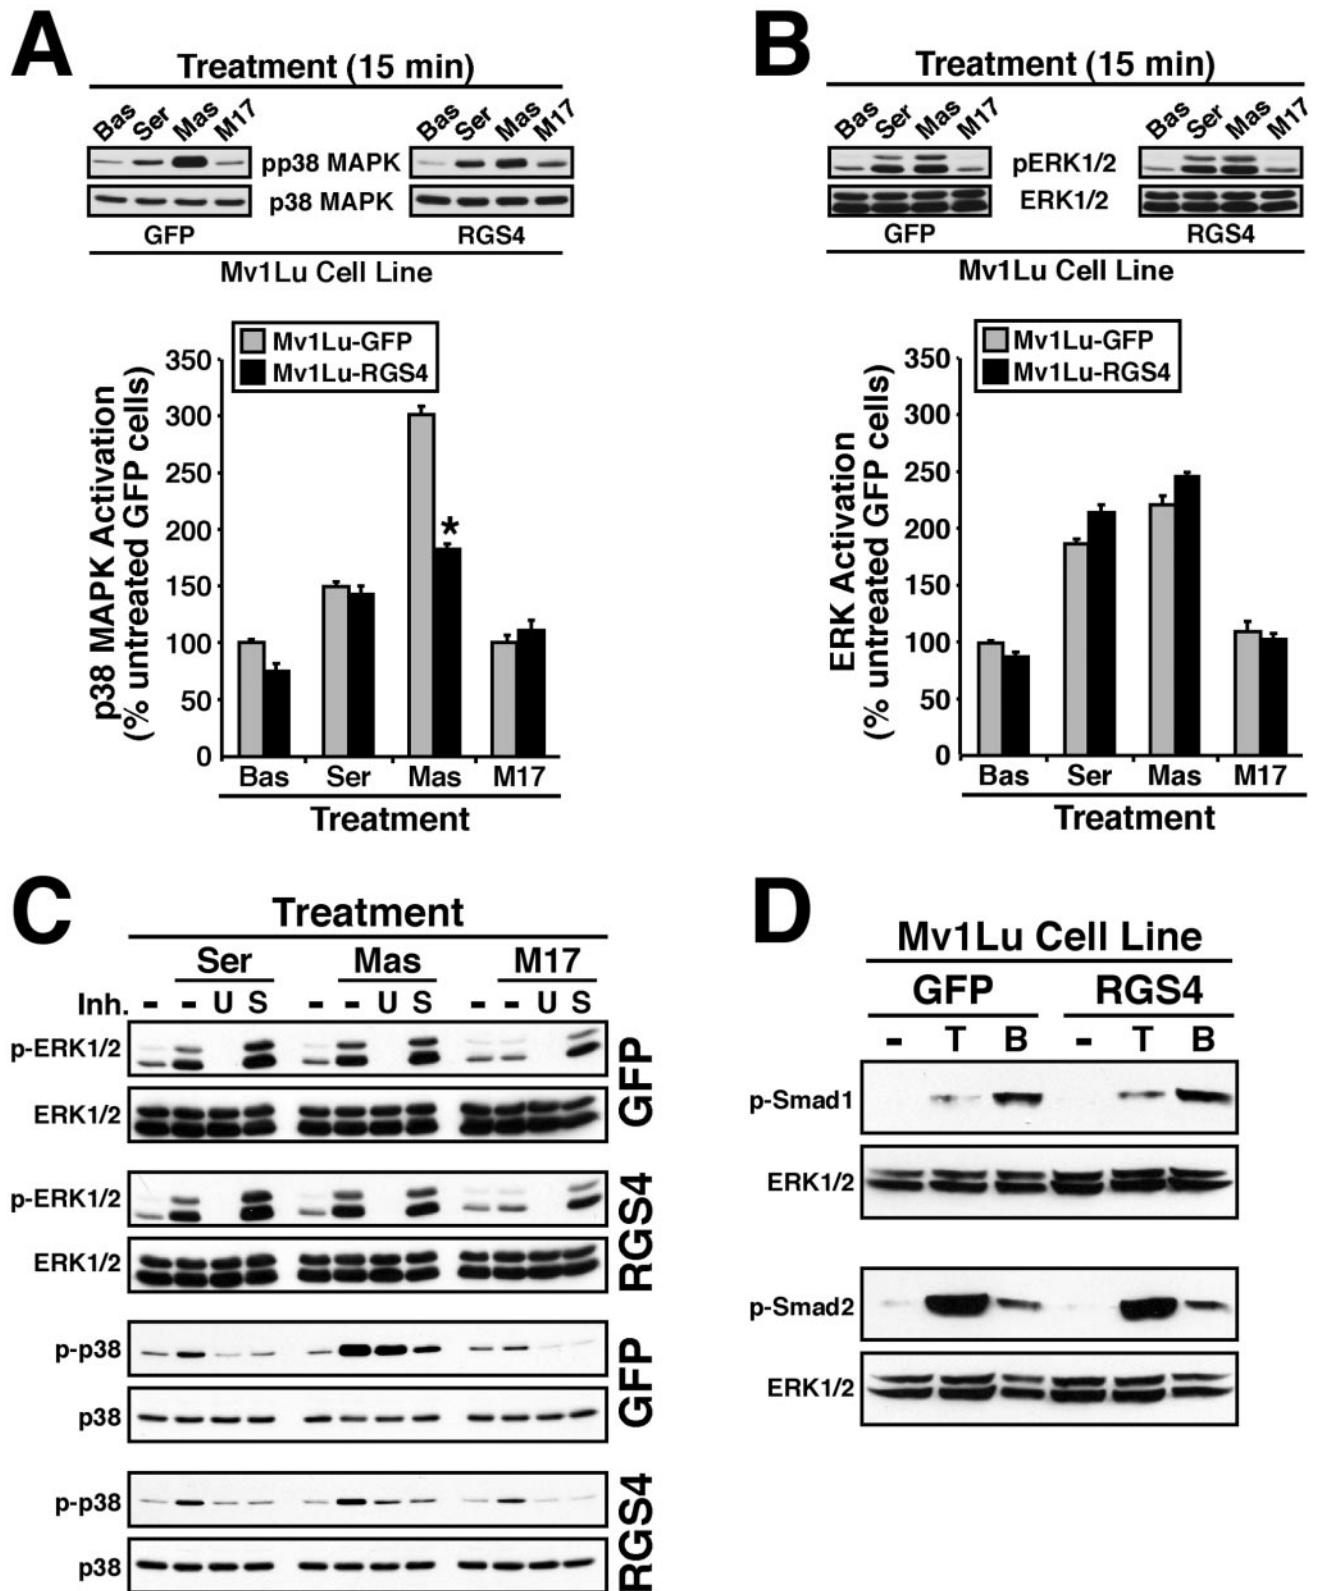 A
Treatment (15 min)
Bas Ser Mas M17 Bas Ser Mas M17
pp38 MAPK
p38 MAPK
GFP RGS4
Mv1Lu Cell Line
Mv1Lu-GFP
Mv1Lu-RGS4
p38 MAPK Activation
(% untreated GFP cells)
350
300
250
200
150
100
50
0
*
Bas Ser Mas M17
Treatment
B
Treatment (15 min)
Bas Ser Mas M17 Bas Ser Mas M17
pERK1/2
ERK1/2
GFP RGS4
Mv1Lu Cell Line
Mv1Lu-GFP
Mv1Lu-RGS4
ERK Activation
(% untreated GFP cells)
350
300
250
200
150
100
50
0
Bas Ser Mas M17
Treatment
C
Treatment
Ser Mas M17
Inh. - - U S - - U S - - U S
p-ERK1/2
ERK1/2
GFP
p-ERK1/2
ERK1/2
RGS4
p-p38
p38
GFP
p-p38
p38
RGS4
D
Mv1Lu Cell Line
GFP RGS4
- T B - T B
p-Smad1
ERK1/2
p-Smad2
ERK1/2